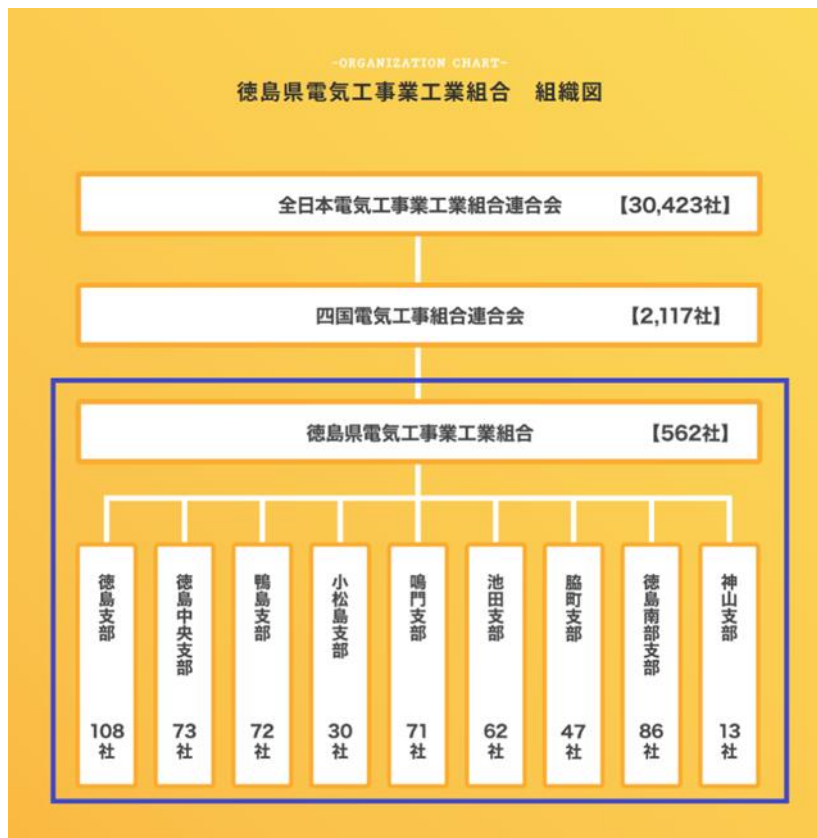 -ORGANIZATION CHART-
徳島県電気工事業工業組合　組織図
全日本電気工事業工業組合連合会　【30,423社】
四国電気工事組合連合会　【2,117社】
徳島県電気工事業工業組合　【562社】
徳島支部
108
社
徳島中央支部
73
社
鴨島支部
72
社
小松島支部
30
社
鳴門支部
71
社
池田支部
62
社
脇町支部
47
社
徳島南部支部
86
社
神山支部
13
社